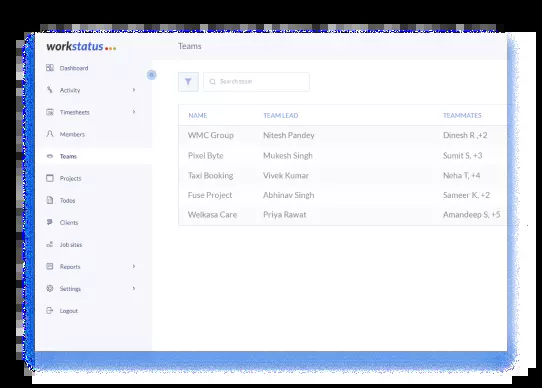 workstatus
Teams
Dashboard
Activity
Timesheets
Members
Teams
Projects
Todos
Clients
Job sites
Reports
Settings
Logout
Search team
NAME TEAM LEAD TEAMMATES
WMC Group Nitesh Pandey Dinesh R ,+2
Pixel Byte Mukesh Singh Sumit S, +3
Taxi Booking Vivek Kumar Neha T, +4
Fuse Project Abhinav Singh Sameer K, +2
Welkasa Care Priya Rawat Amandeep S, +5